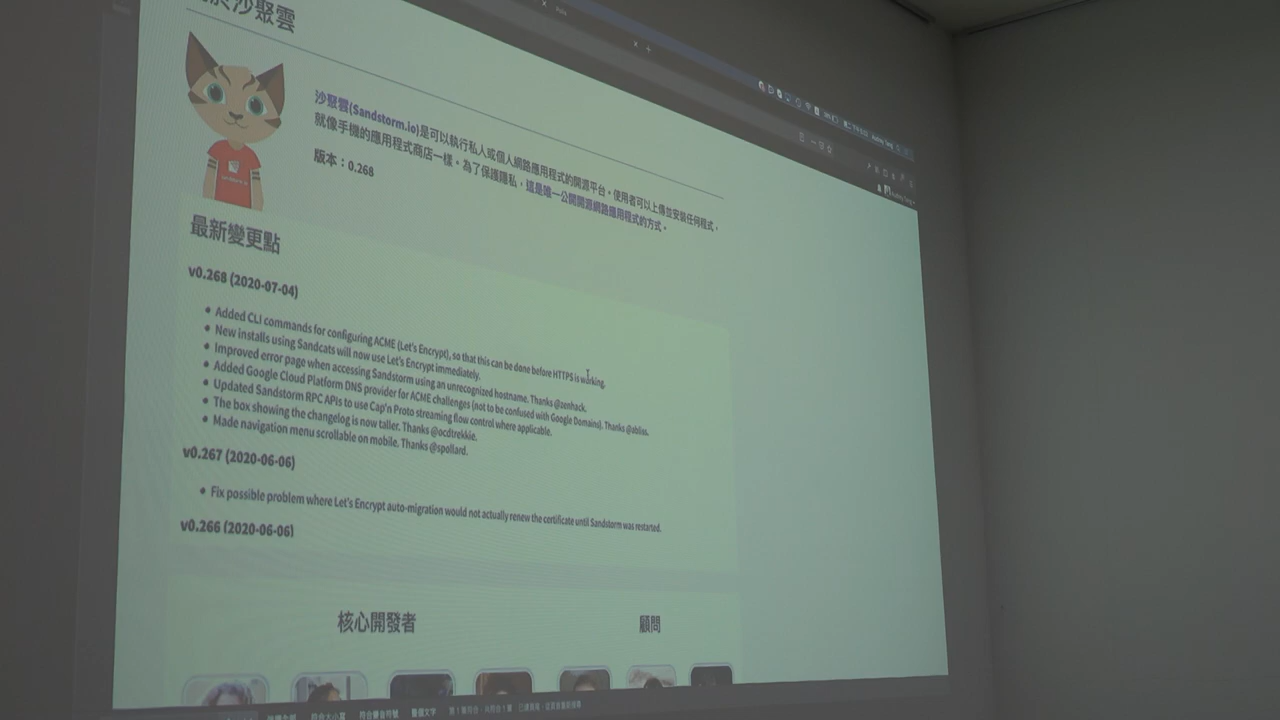 沙聚雲
沙聚雲(Sandstorm.io)是可以執行私人或個人網路應用程式的開源平台。使用者可以上傳並安裝任何程式，
就像手機的應用程式商店一樣。為了保護隱私，這是唯一公開開源網路應用程式的方式。
版本：0.268
最新變更點
v0.268 (2020-07-04)
• Added CLI commands for configuring ACME (Let's Encrypt), so that this can be done before HTTPS is working.
• New installs using Sandcats will now use Let's Encrypt immediately.
• Improved error page when accessing Sandstorm using an unrecognized hostname. Thanks @zenhack.
• Added Google Cloud Platform DNS provider for ACME challenges (not to be confused with Google Domains). Thanks @abliss.
• Updated Sandstorm RPC APIs to use Cap'n Proto streaming flow control where applicable.
• The box showing the changelog is now taller. Thanks @ocdtrekkie.
• Made navigation menu scrollable on mobile. Thanks @spollard.
v0.267 (2020-06-06)
• Fix possible problem where Let's Encrypt auto-migration would not actually renew the certificate until Sandstorm was restarted.
v0.266 (2020-06-06)
核心開發者
顧問